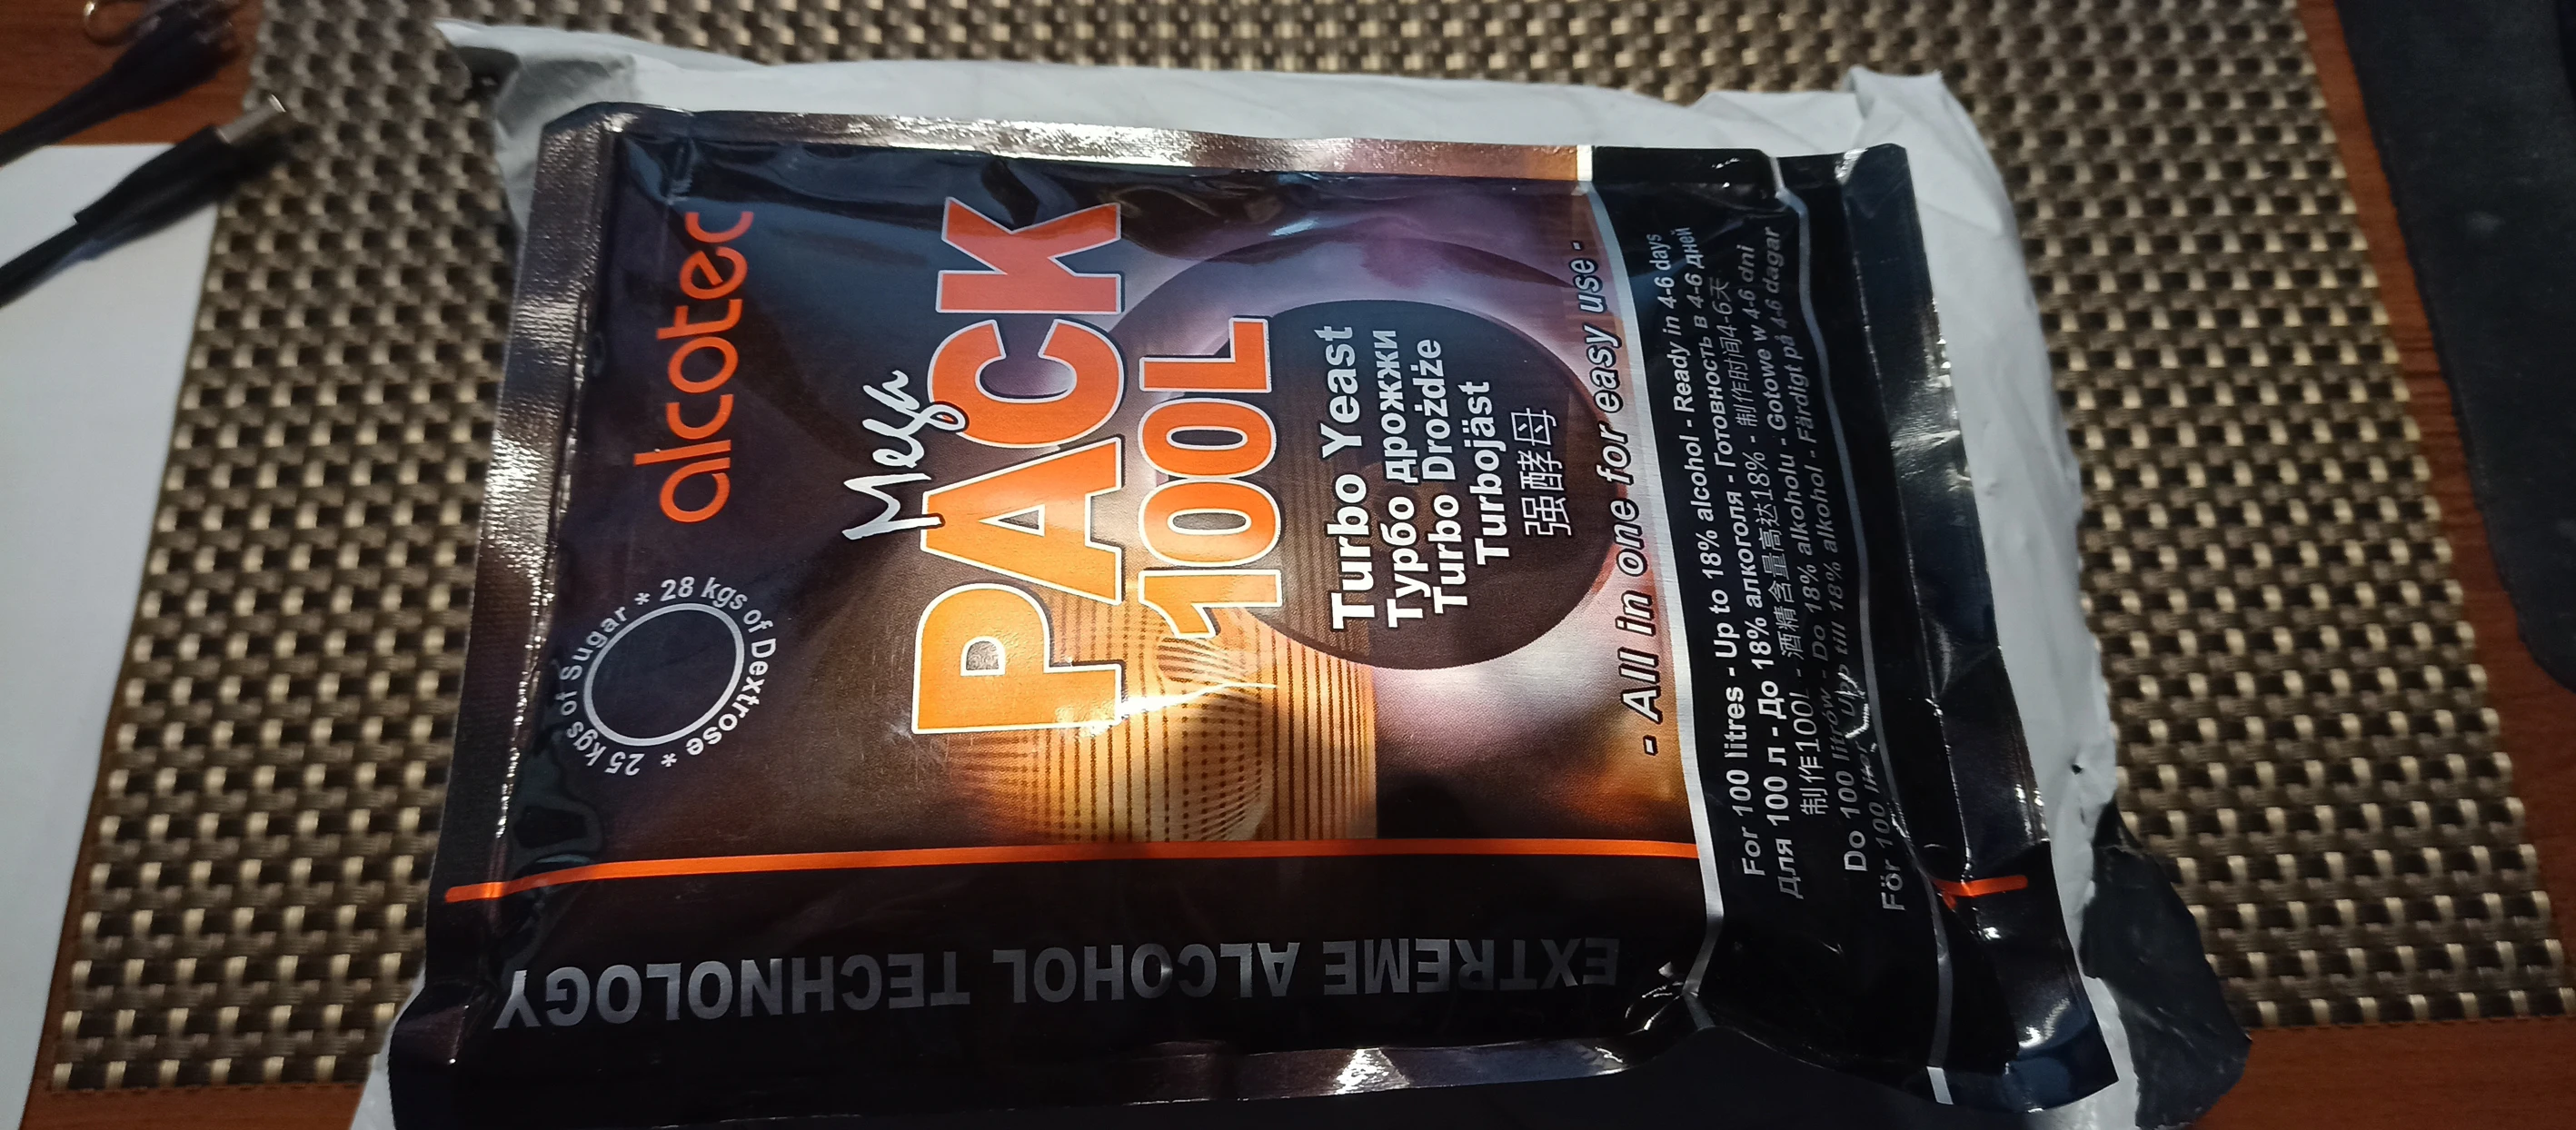 alcotec
25 kgs of Sugar * 28 kgs of Dextrose *
Mega
PACK
100L
Turbo Yeast
Турбо дрожжи
Turbo Drożdże
Turbojäst
强酵母
- All in one for easy use -
For 100 litres - Up to 18% alcohol - Ready in 4-6 days
Для 100 л - До 18% алкоголя - Готовность в 4-6 дней
制作100L - 酒精含量高达18% - 制作时间4-6天
Do 100 litrów - Do 18% alkoholu - Gotowe w 4-6 dni
För 100 liter - Upp till 18% alkohol - Färdigt på 4-6 dagar
EXTREME ALCOHOL TECHNOLOGY